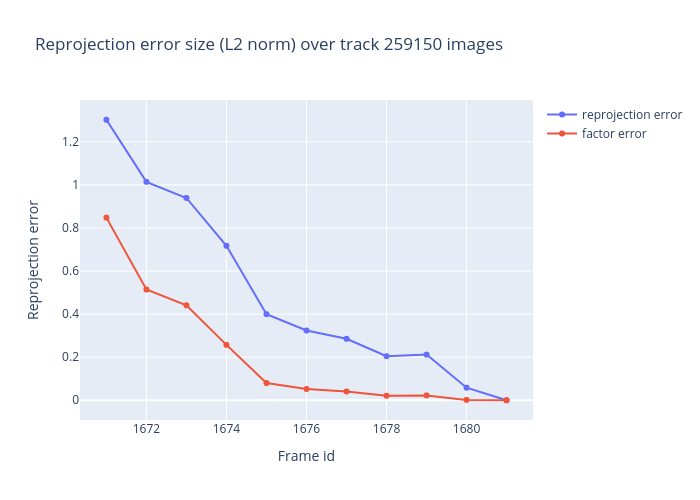 Reprojection error size (L2 norm) over track 259150 images
reprojection error
factor error
1.2
1
0.8
0.6
0.4
0.2
0
Reprojection error
1672
1674
1676
1678
1680
Frame id